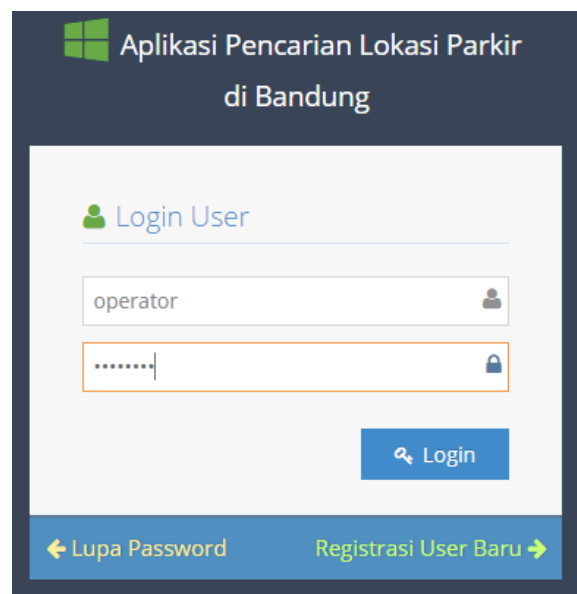 Aplikasi Pencarian Lokasi Parkir
di Bandung
Login User
operator
••••••••
Login
Lupa Password
Registrasi User Baru